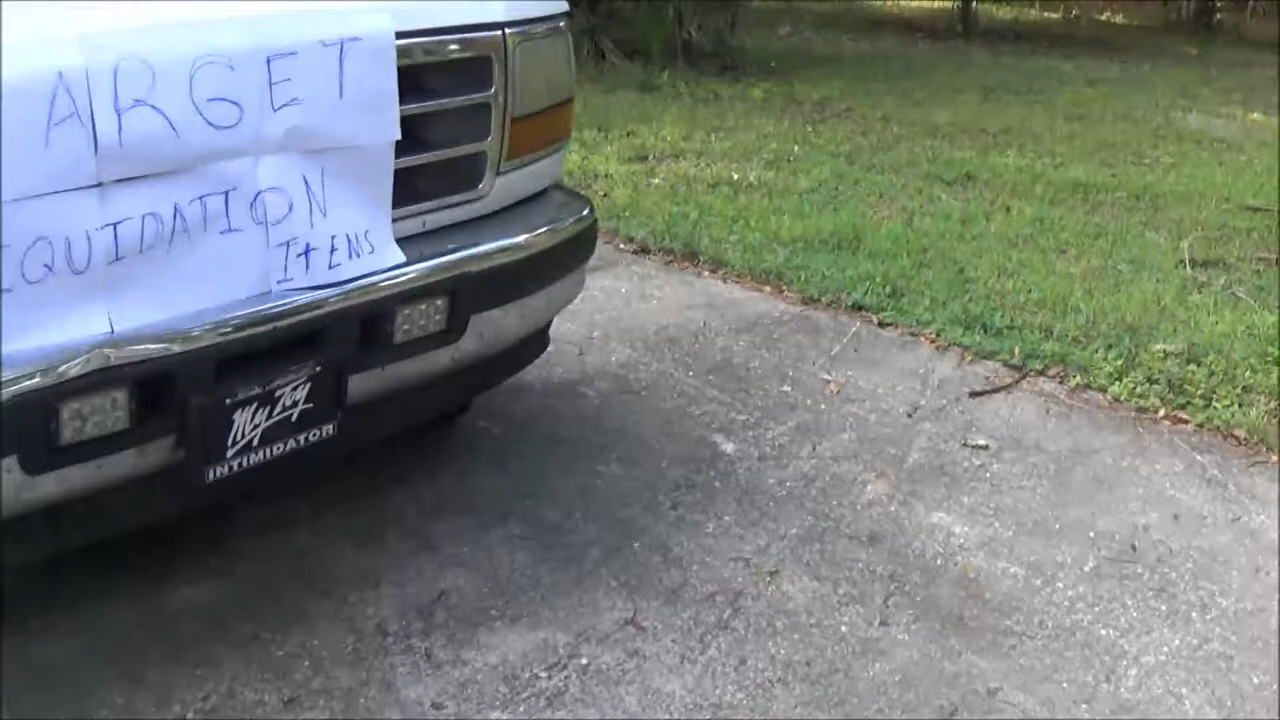 ARGET
IQUIDATION
ItEMS
My Toy
INTIMIDATOR